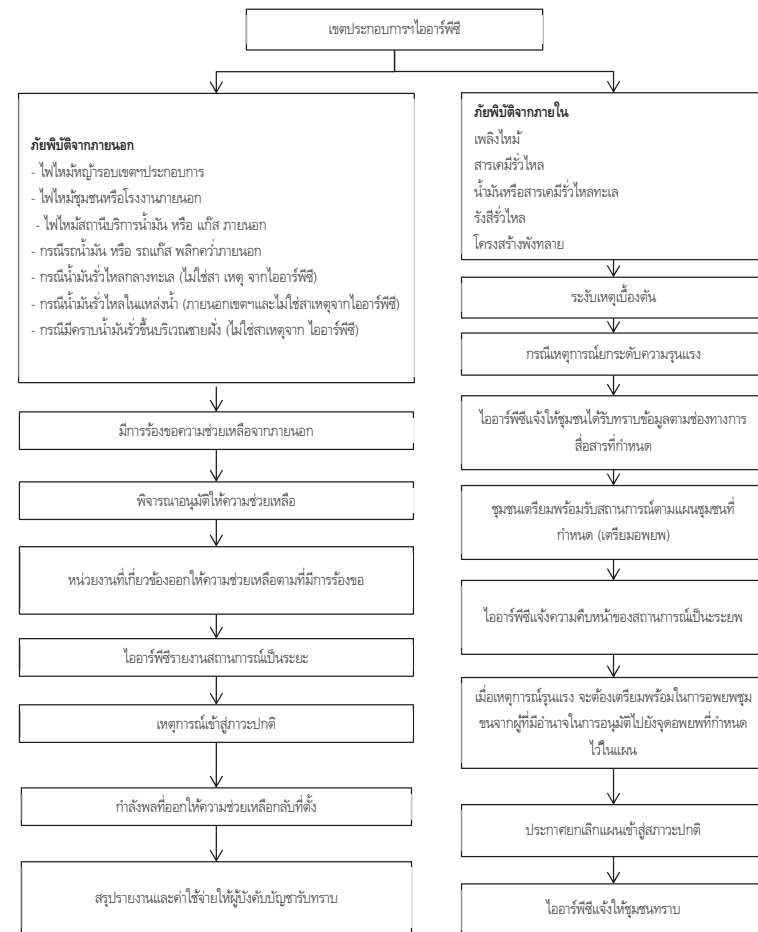 เขตประกอบการฯไออาร์พีซี
ภัยพิบัติจากภายนอก
- ไฟไหม้หญ้ารอบเขตฯประกอบการ
- ไฟไหม้ชุมชนหรือโรงงานภายนอก
- ไฟไหม้สถานีบริการน้ำมัน หรือ แก๊ส ภายนอก
- กรณีรถน้ำมัน หรือ รถแก๊ส พลิกคว่ำภายนอก
- กรณีน้ำมันรั่วไหลกลางทะเล (ไม่ใช่สา เหตุ จากไออาร์พีซี)
- กรณีน้ำมันรั่วไหลในแหล่งน้ำ (ภายนอกเขตฯและไม่ใช่สาเหตุจากไออาร์พีซี)
- กรณีมีคราบน้ำมันรั่วขึ้นบริเวณชายฝั่ง (ไม่ใช่สาเหตุจาก ไออาร์พีซี)
มีการร้องขอความช่วยเหลือจากภายนอก
พิจารณาอนุมัติให้ความช่วยเหลือ
หน่วยงานที่เกี่ยวข้องออกให้ความช่วยเหลือตามที่มีการร้องขอ
ไออาร์พีซีรายงานสถานการณ์เป็นระยะ
เหตุการณ์เข้าสู่ภาวะปกติ
กำลังพลที่ออกให้ความช่วยเหลือกลับที่ตั้ง
สรุปรายงานและค่าใช้จ่ายให้ผู้บังคับบัญชารับทราบ
ภัยพิบัติจากภายใน
เพลิงไหม้
สารเคมีรั่วไหล
น้ำมันหรือสารเคมีรั่วไหลทะเล
รังสีรั่วไหล
โครงสร้างพังทลาย
ระงับเหตุเบื้องต้น
กรณีเหตุการณ์ยกระดับความรุนแรง
ไออาร์พีซีแจ้งให้ชุมชนได้รับทราบข้อมูลตามช่องทางการ
สื่อสารที่กำหนด
ชุมชนเตรียมพร้อมรับสถานการณ์ตามแผนชุมชนที่
กำหนด (เตรียมอพยพ)
ไออาร์พีซีแจ้งความคืบหน้าของสถานการณ์เป็นะระยพ
เมื่อเหตุการณ์รุนแรง จะต้องเตรียมพร้อมในการอพยพชุม
ชนจากผู้ที่มีอำนาจในการอนุมัติไปยังจุดอพยพที่กำหนด
ไว้ในแผน
ประกาศยกเลิกแผนเข้าสู่สภาวะปกติ
ไออาร์พีซีแจ้งให้ชุมชนทราบ